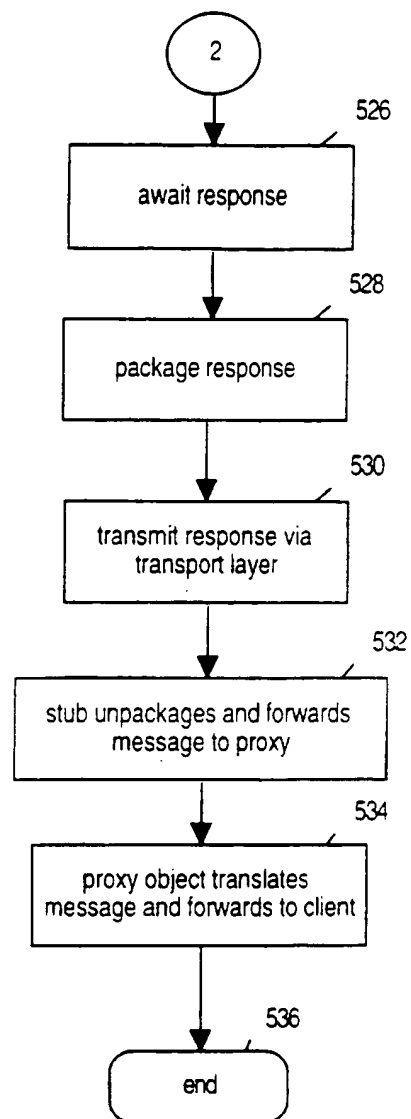 2
526
await response
528
package response
530
transmit response via
transport layer
532
stub unpackages and forwards
message to proxy
534
proxy object translates
message and forwards to client
536
end